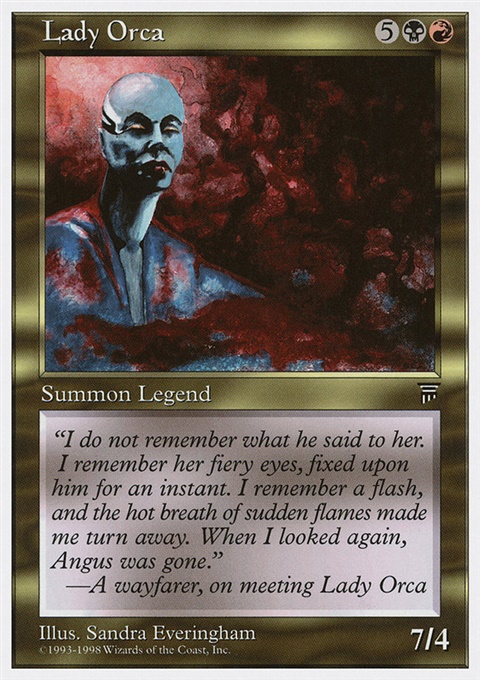 Lady Orca 5
Summon Legend
“I do not remember what he said to her.
I remember her fiery eyes, fixed upon
him for an instant. I remember a flash,
and the hot breath of sudden flames made
me turn away. When I looked again,
Angus was gone.”
—A wayfarer, on meeting Lady Orca
Illus. Sandra Everingham
©1993-1998 Wizards of the Coast, Inc.
7/4